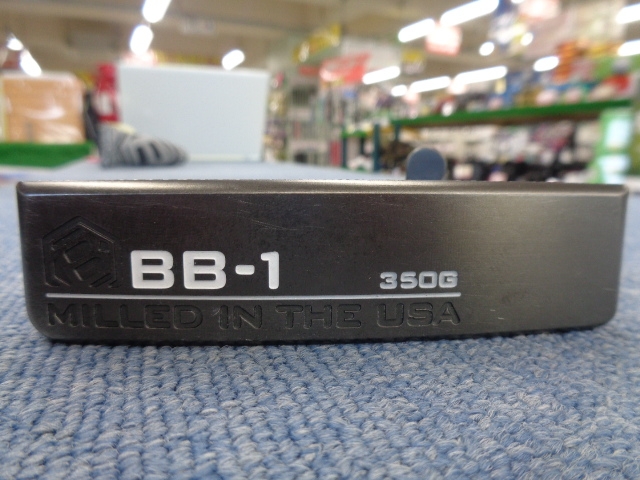 BB-1 350G
MILLED IN THE USA